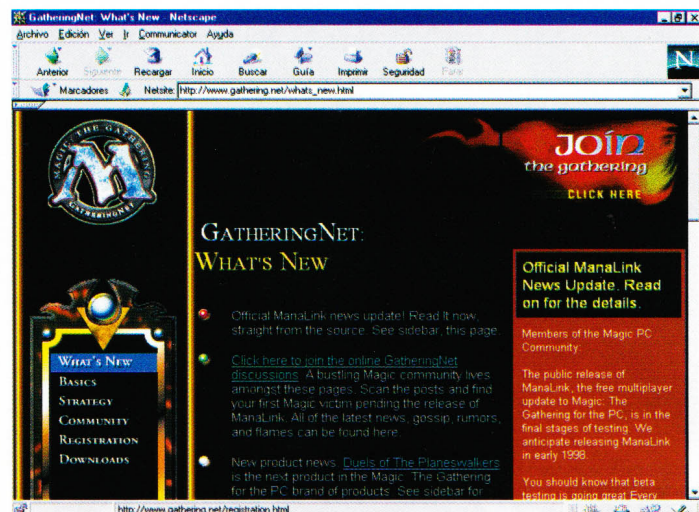 GatheringNet: What's New - Netscape
Archivo Edición Ver Ir Communicator Ayuda
Anterior Siguiente Recargar Inicio Buscar Guía Imprimir Seguridad Parar
N
Marcadores Netsite: http://www.gathering.net/whats_new.html
MAGIC: THE GATHERING
M
GATHERINGNET
JOIN
the gathering
CLICK HERE
GATHERINGNET:
WHAT'S NEW
WHAT'S NEW
BASICS
STRATEGY
COMMUNITY
REGISTRATION
DOWNLOADS
Official ManaLink news update! Read It now,
straight from the source. See sidebar, this page.
Click here to join the online GatheringNet
discussions. A bustling Magic community lives
amongst these pages. Scan the posts and find
your first Magic victim pending the release of
ManaLink. All of the latest news, gossip, rumors,
and flames can be found here.
New product news. Duels of The Planeswalkers
is the next product in the Magic: The Gathering
for the PC brand of products. See sidebar for
Official ManaLink
News Update. Read
on for the details.
Members of the Magic PC
Community:
The public release of
ManaLink, the free multiplayer
update to Magic: The
Gathering for the PC, is in the
final stages of testing. We
anticipate releasing ManaLink
in early 1998.
You should know that beta
testing is going great. Every
http://www.gathering.net/registration.html